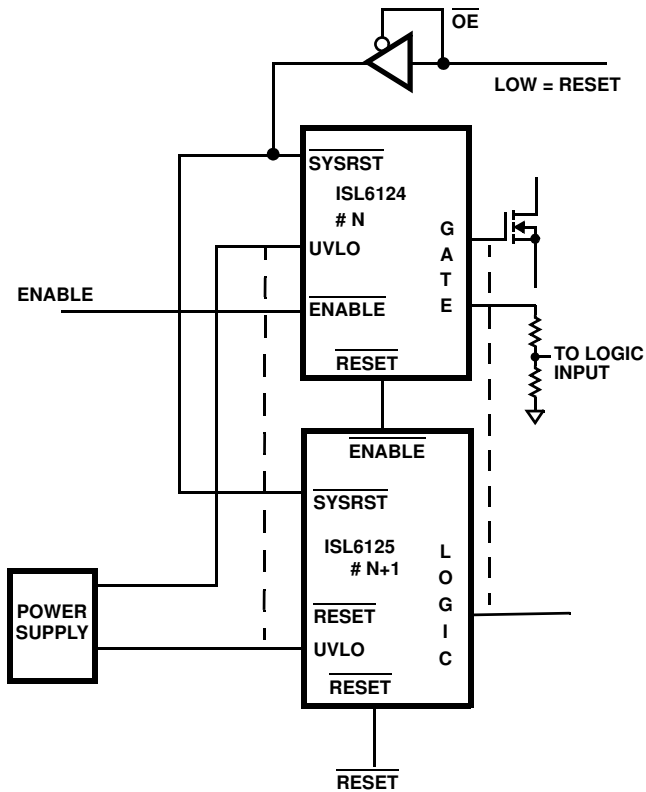 OE
LOW = RESET
SYSRST
ISL6124
# N
UVLO
ENABLE
ENABLE
RESET
G
A
T
E
TO LOGIC
INPUT
ENABLE
SYSRST
ISL6125
# N+1
RESET
UVLO
RESET
L
O
G
I
C
POWER
SUPPLY
RESET